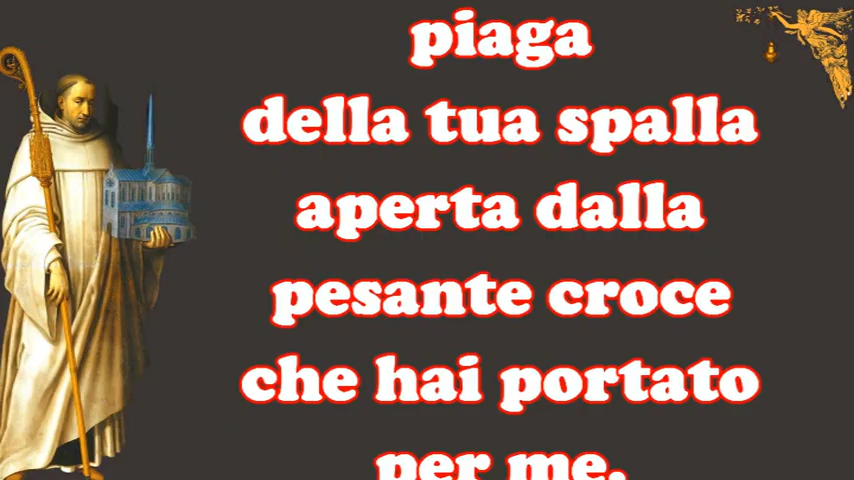 piaga
della tua spalla
aperta dalla
pesante croce
che hai portato
per me.